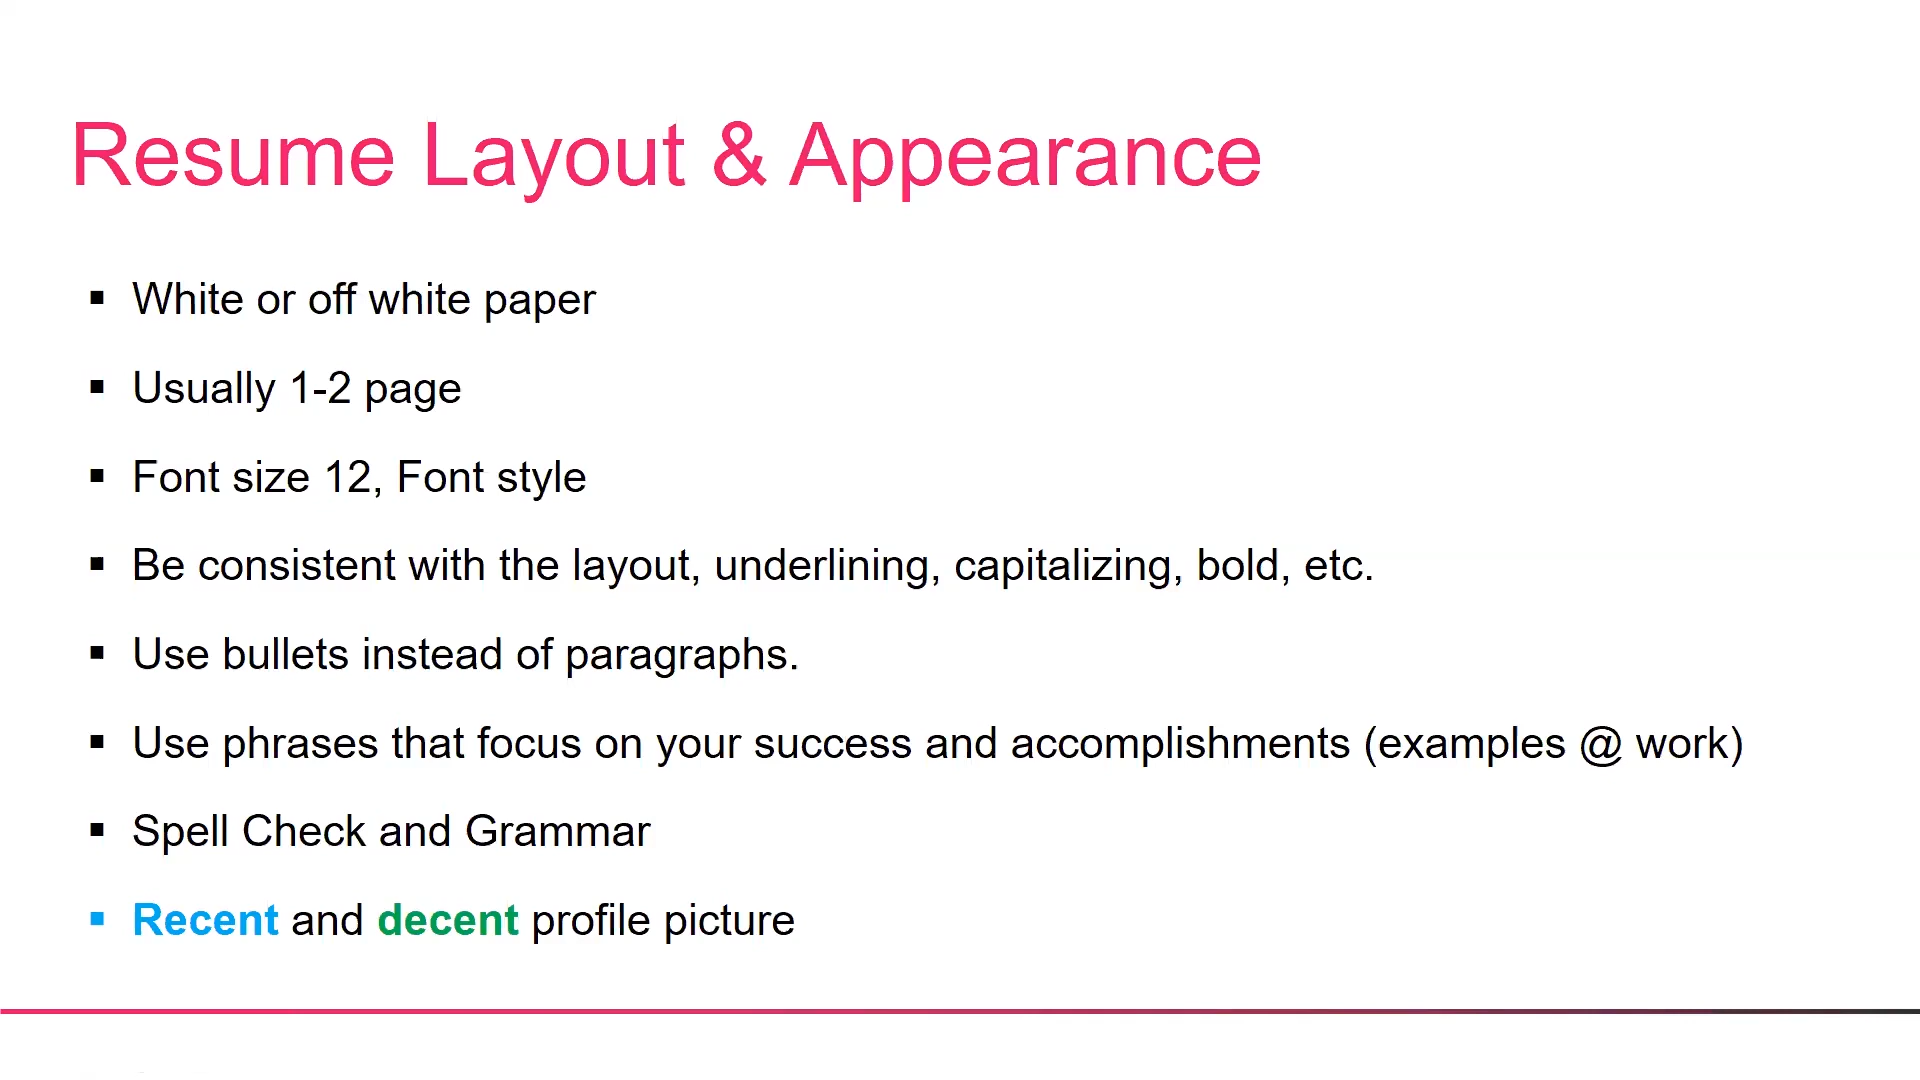 Resume Layout & Appearance
▪ White or off white paper
▪ Usually 1-2 page
▪ Font size 12, Font style
▪ Be consistent with the layout, underlining, capitalizing, bold, etc.
▪ Use bullets instead of paragraphs.
▪ Use phrases that focus on your success and accomplishments (examples @ work)
▪ Spell Check and Grammar
▪ Recent and decent profile picture